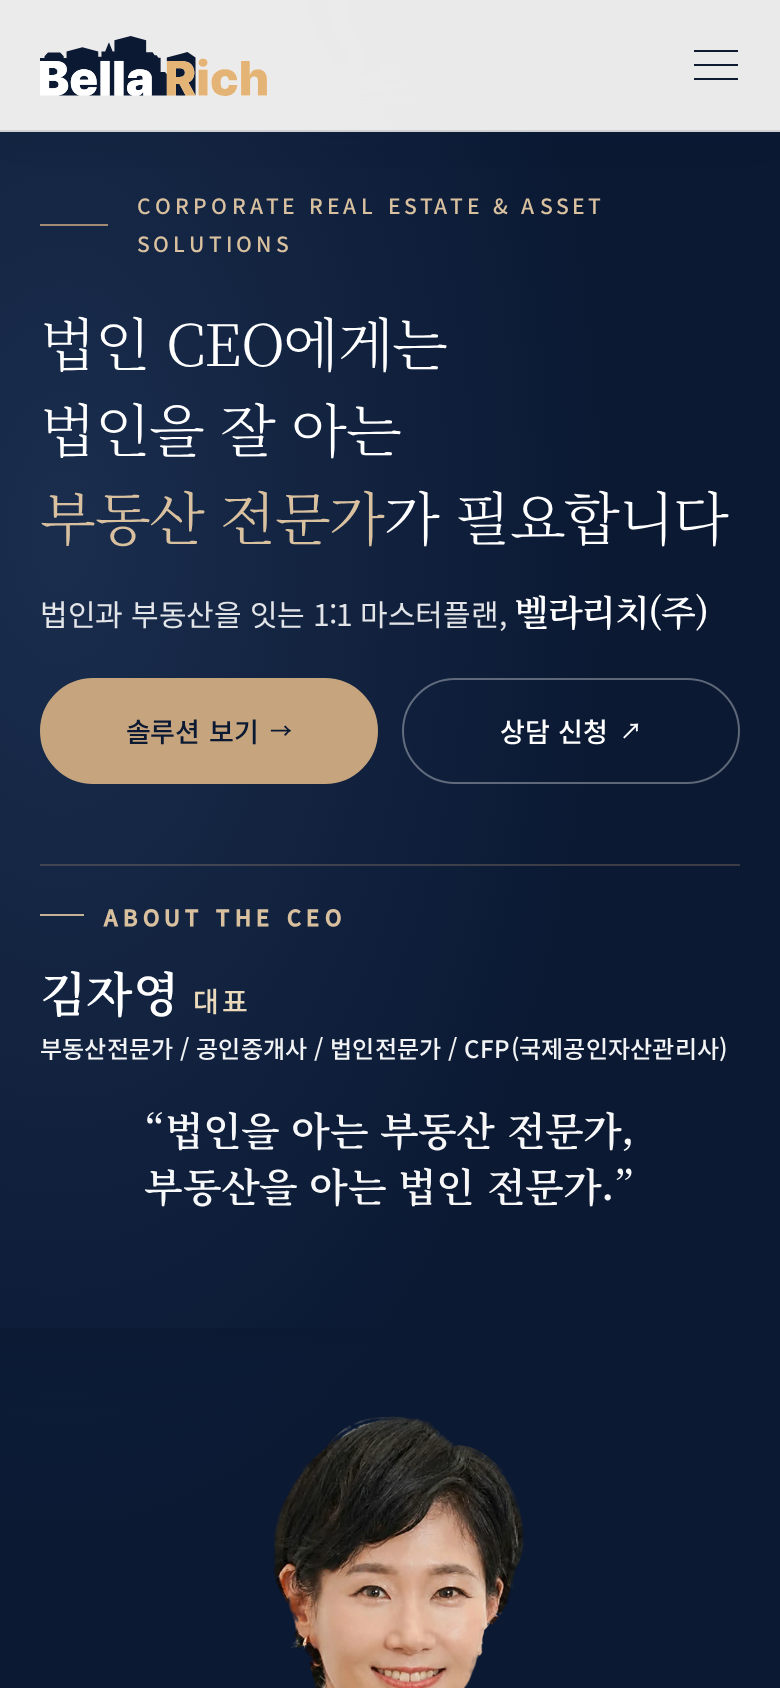 Bella Rich
CORPORATE REAL ESTATE & ASSET
SOLUTIONS
법인 CEO에게는
법인을 잘 아는
부동산 전문가가 필요합니다
법인과 부동산을 잇는 1:1 마스터플랜, 벨라리치(주)
솔루션 보기 →
상담 신청 ↗
ABOUT THE CEO
김자영 대표
부동산전문가 / 공인중개사 / 법인전문가 / CFP(국제공인자산관리사)
“법인을 아는 부동산 전문가,
부동산을 아는 법인 전문가.”